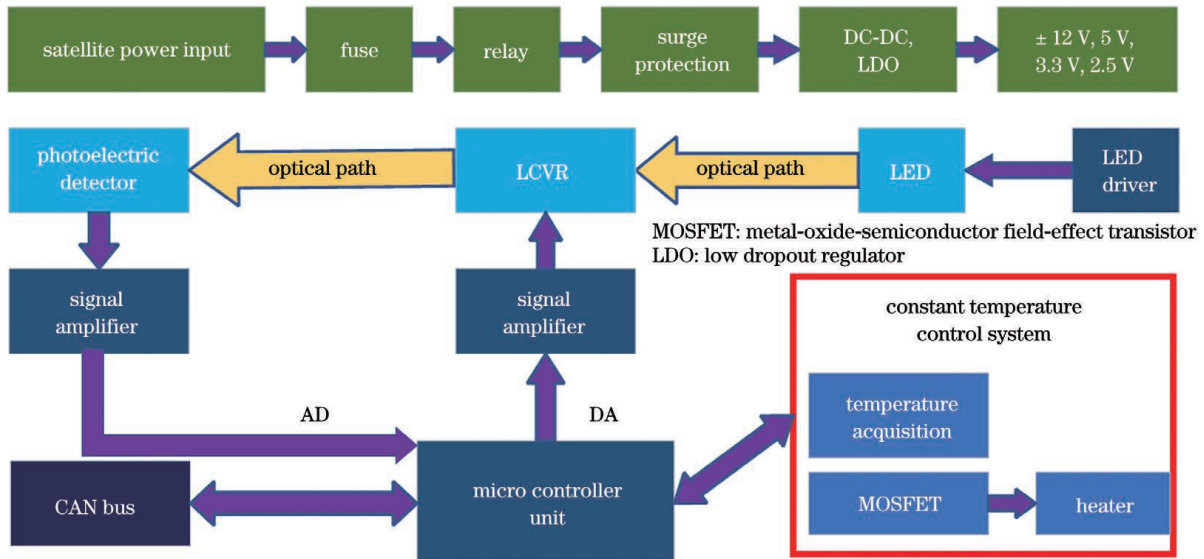 satellite power input
fuse
relay
surge
protection
DC-DC,
LDO
± 12 V, 5 V,
3.3 V, 2.5 V
photoelectric
detector
optical path
LCVR
optical path
LED
LED
driver
MOSFET: metal-oxide-semiconductor field-effect transistor
LDO: low dropout regulator
signal
amplifier
signal
amplifier
constant temperature
control system
AD
DA
temperature
acquisition
CAN bus
micro controller
unit
MOSFET
heater